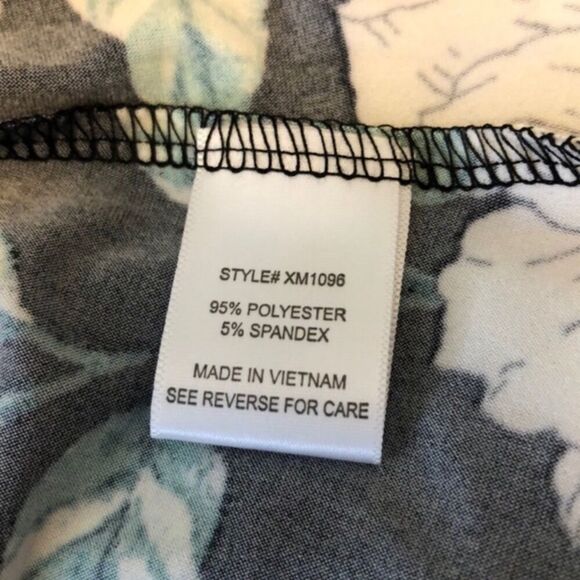 STYLE# XM1096
95% POLYESTER
5% SPANDEX
MADE IN VIETNAM
SEE REVERSE FOR CARE